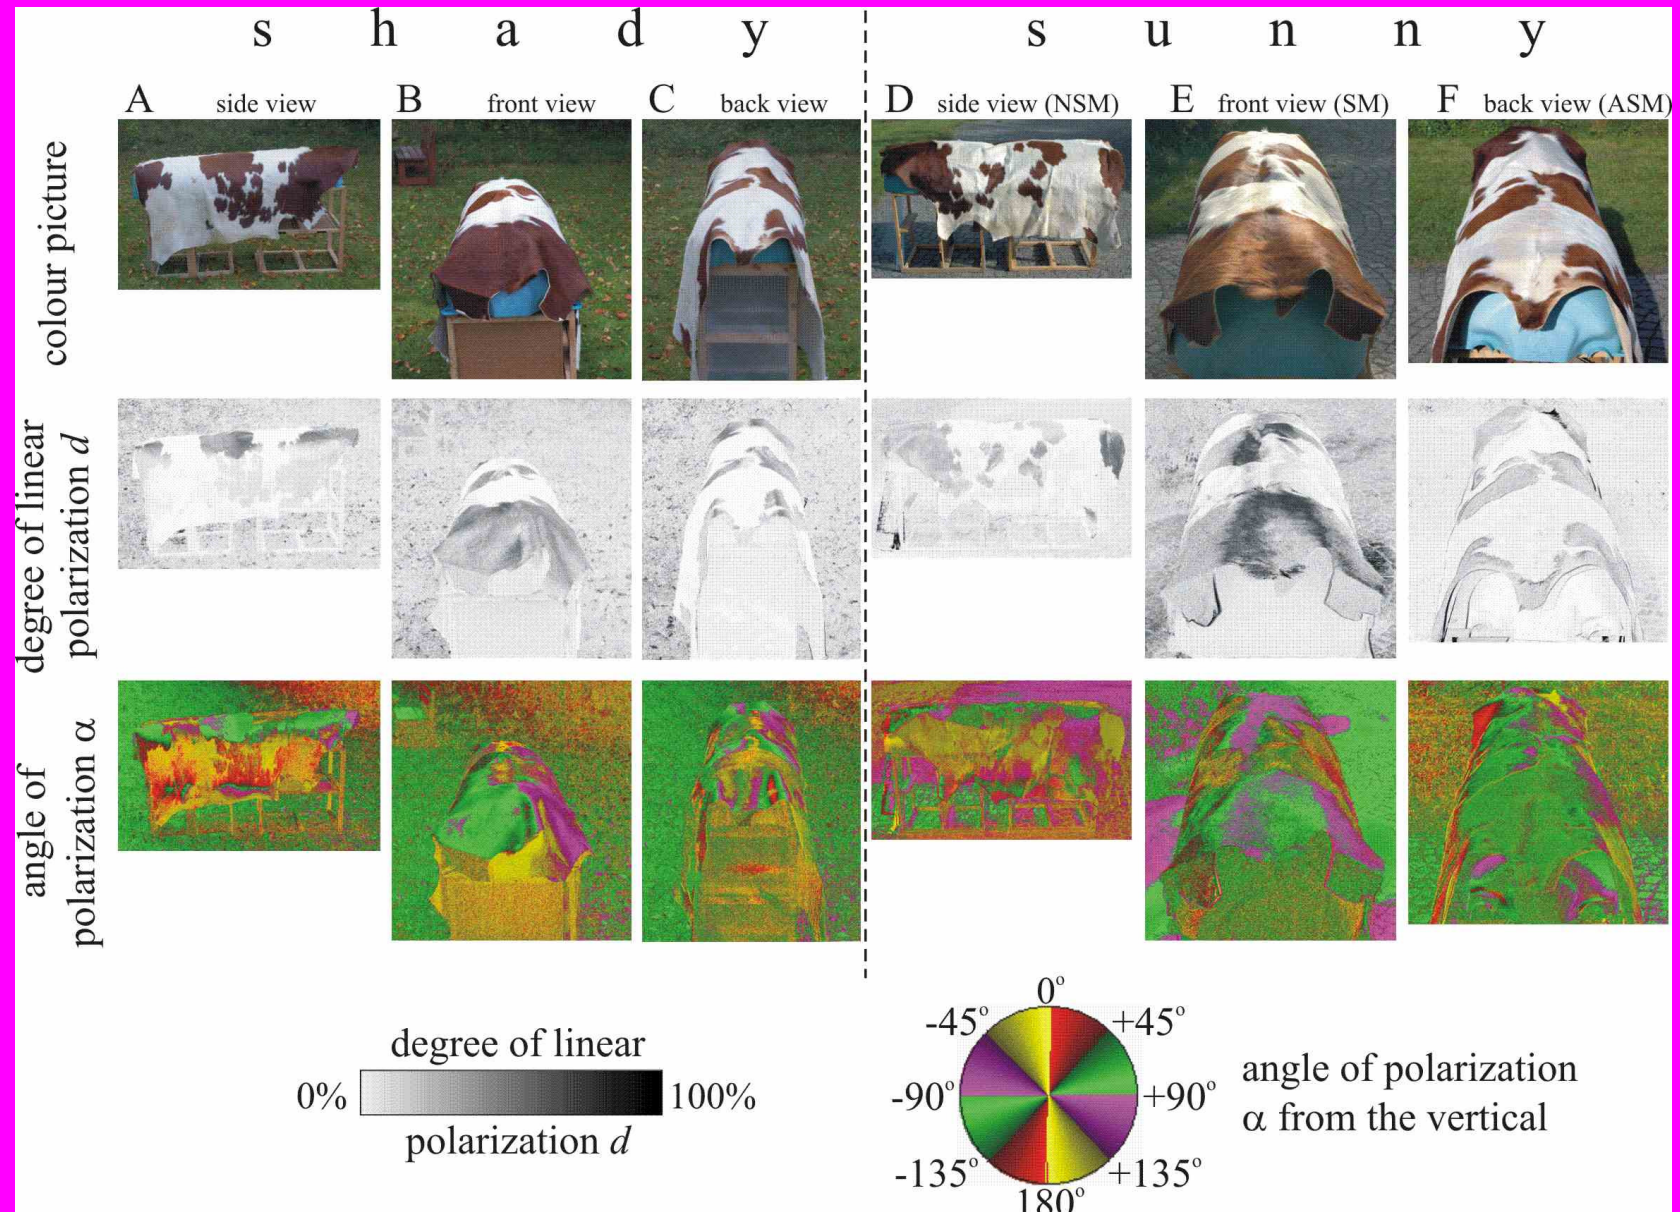 shady
sunny
A side view
B front view
C back view
D side view (NSM)
E front view (SM)
F back view (ASM)
colour picture
degree of linear
polarization d
angle of
polarization α
degree of linear
0% 100%
polarization d
0°
-45° +45°
-90° +90°
-135° +135°
180°
angle of polarization
α from the vertical